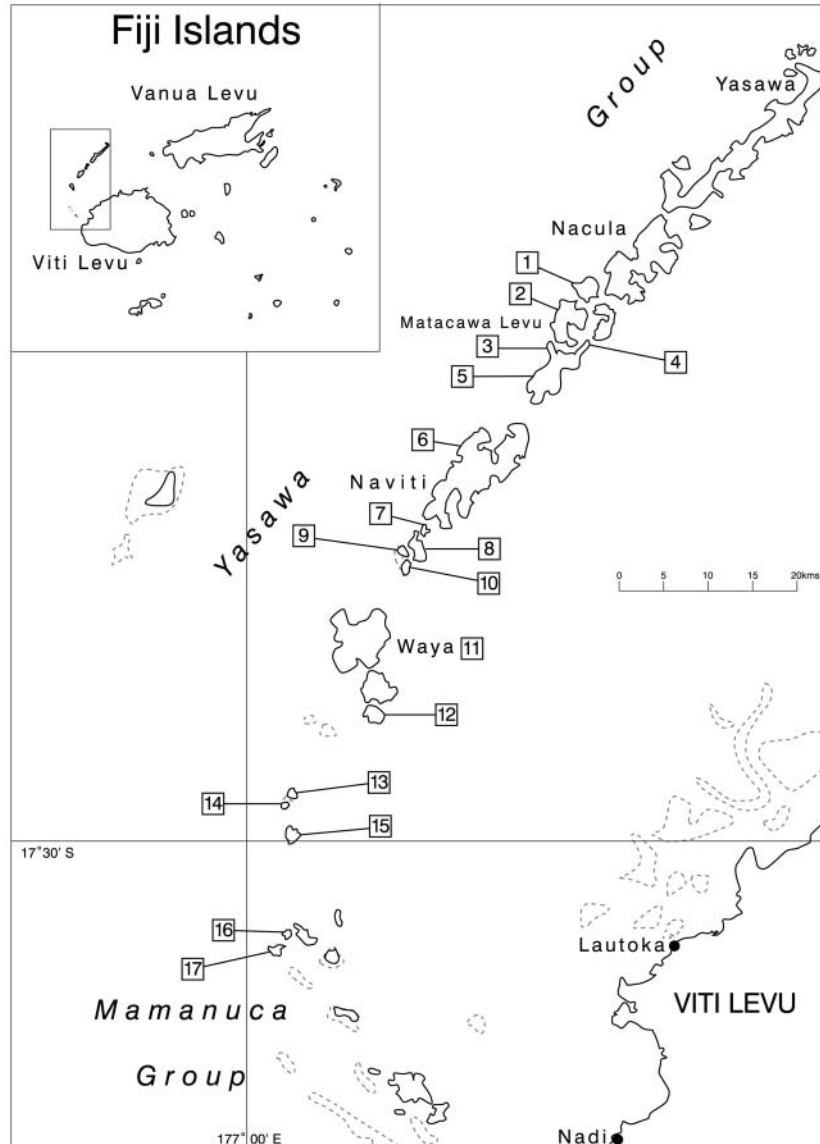 Fiji Islands
Vanua Levu
Viti Levu
Group
Yasawa
Nacula
1
2
Matacawa Levu
3
4
5
6
Naviti
7
Yasawa
9
8
10
0 5 10 15 20kms
Waya 11
12
13
14
15
17°30' S
16
Lautoka
17
VITI LEVU
Mamanuca
Group
177°00' E
Nadi